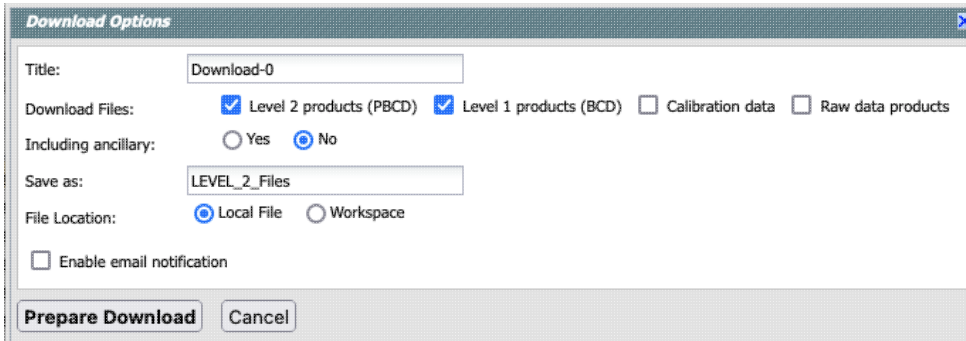 Download Options
Title: Download-0
Download Files: Level 2 products (PBCD) Level 1 products (BCD) Calibration data Raw data products
Including ancillary: Yes No
Save as: LEVEL_2_Files
File Location: Local File Workspace
Enable email notification
Prepare Download Cancel